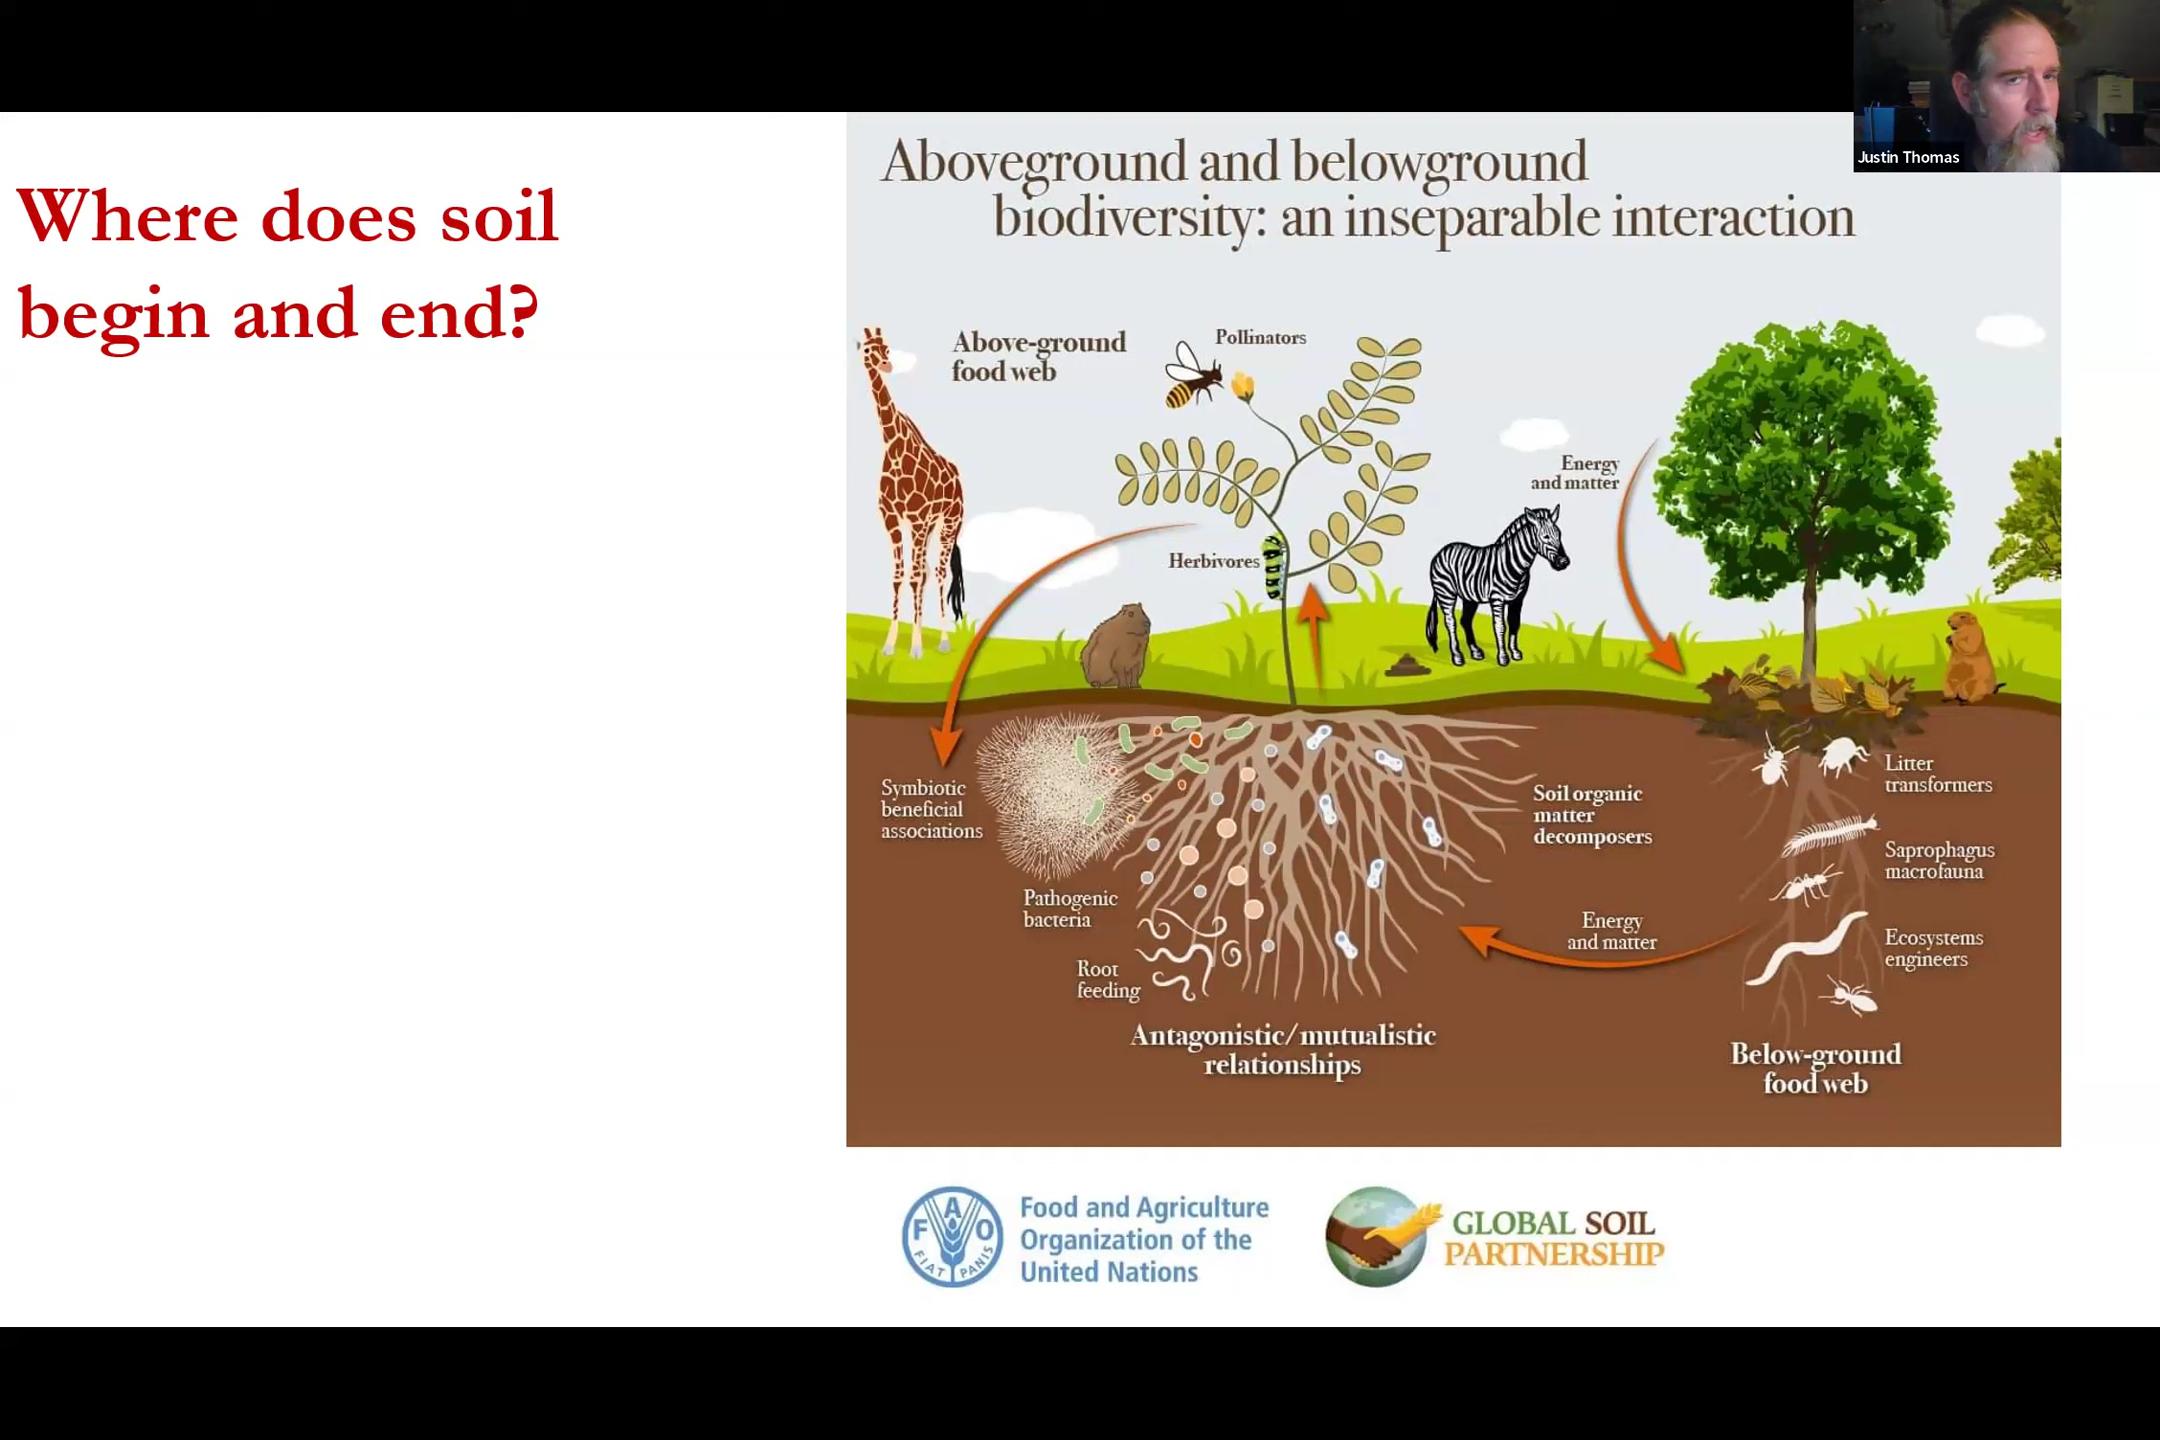 Justin Thomas
Where does soil
begin and end?
Aboveground and belowground
biodiversity: an inseparable interaction
Above-ground
food web
Pollinators
Energy
and matter
Herbivores
Symbiotic
beneficial
associations
Pathogenic
bacteria
Root
feeding
Antagonistic/mutualistic
relationships
Soil organic
matter
decomposers
Energy
and matter
Litter
transformers
Saprophagus
macrofauna
Ecosystems
engineers
Below-ground
food web
F A O
FIAT PANIS
Food and Agriculture
Organization of the
United Nations
GLOBAL SOIL
PARTNERSHIP